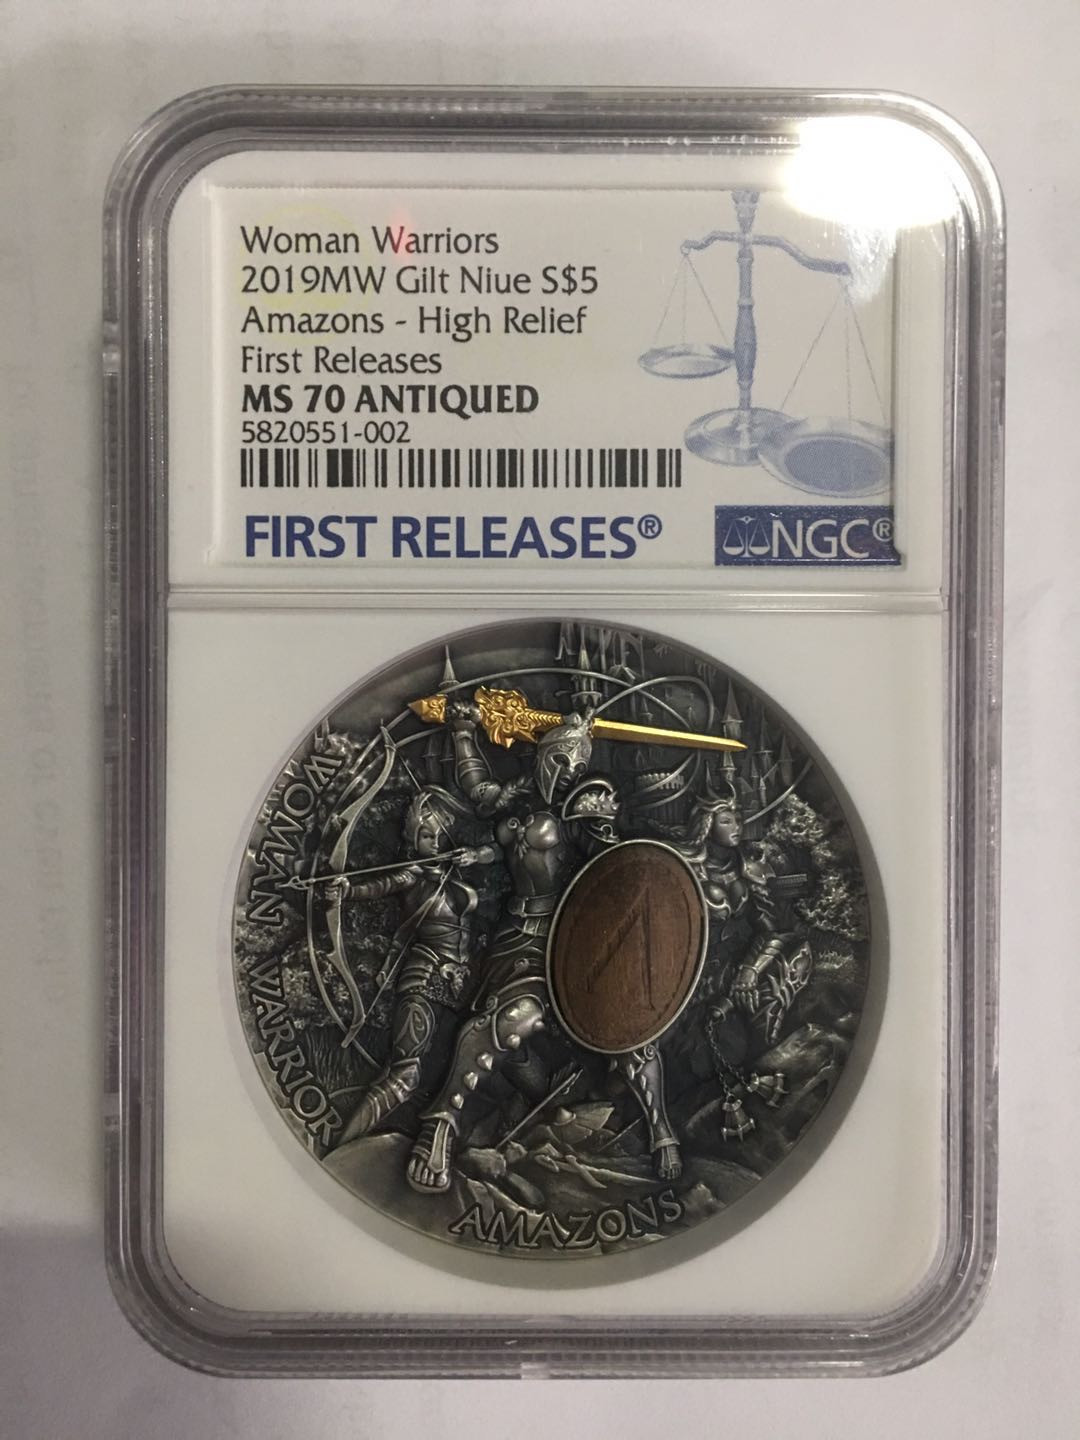 Woman Warriors
2019MW Gilt Niue S$5
Amazons - High Relief
First Releases
MS 70 ANTIQUED
5820551-002
FIRST RELEASES®
NGC®
WOMAN WARRIOR
AMAZONS